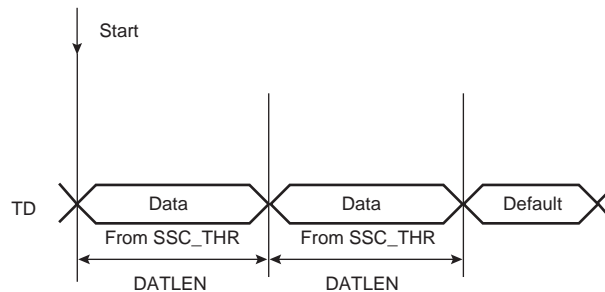 Start
TD
Data
Data
Default
From SSC_THR
From SSC_THR
DATLEN
DATLEN